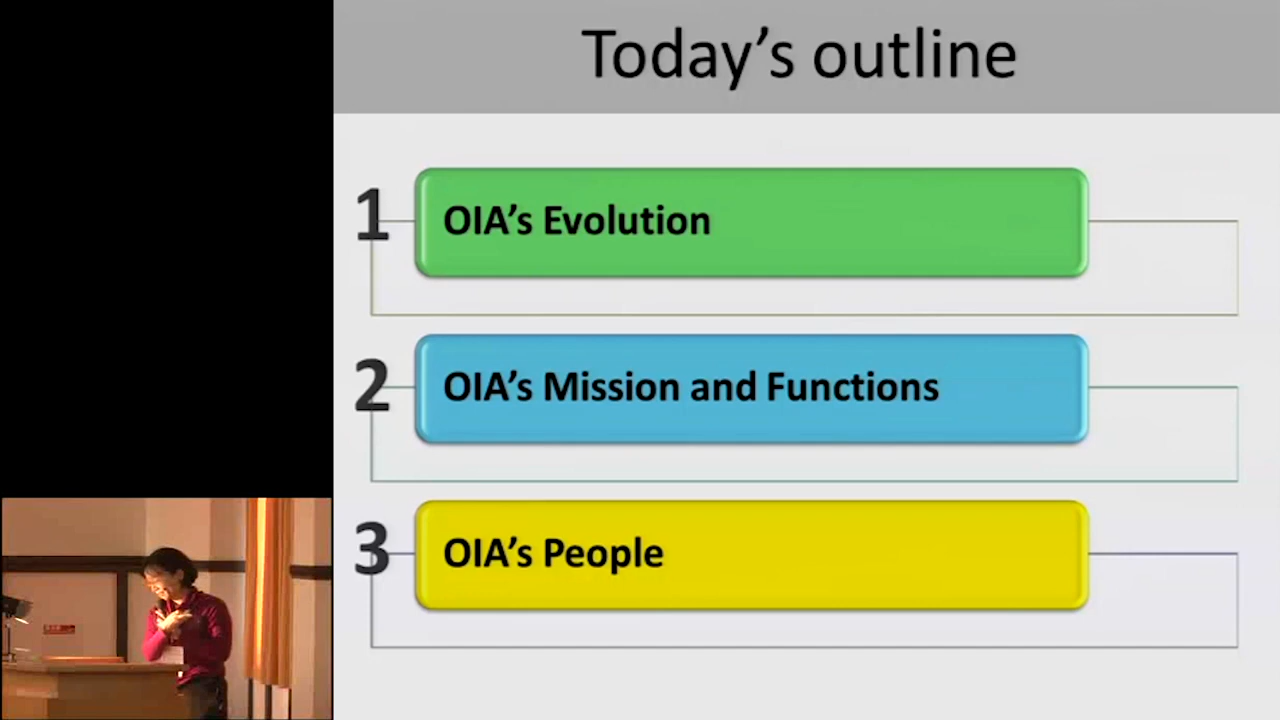 Today's outline
1
OIA's Evolution
2
OIA's Mission and Functions
3
OIA's People